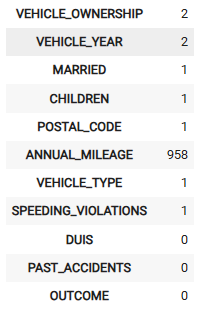 VEHICLE_OWNERSHIP 2
VEHICLE_YEAR 2
MARRIED 1
CHILDREN 1
POSTAL_CODE 1
ANNUAL_MILEAGE 958
VEHICLE_TYPE 1
SPEEDING_VIOLATIONS 1
DUIS 0
PAST_ACCIDENTS 0
OUTCOME 0